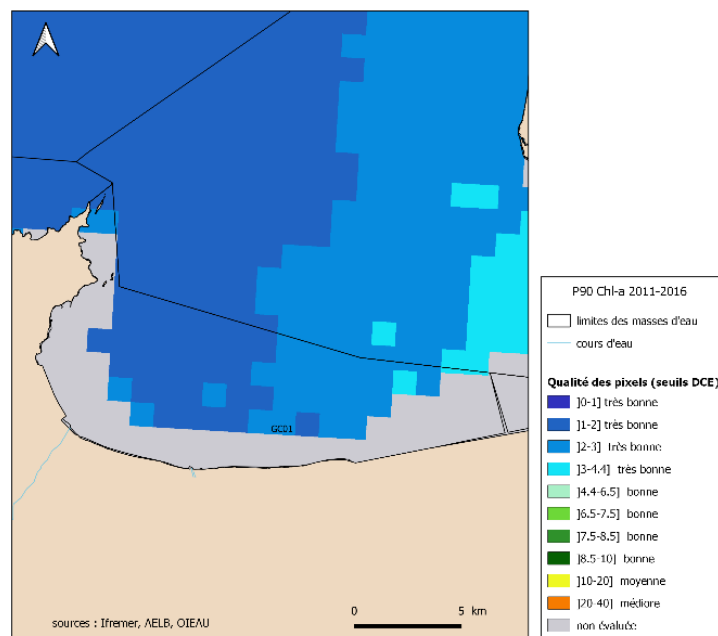 GC01
sources : Ifremer, AELB, OIEAU
0 5 km
P90 Chl-a 2011-2016
limites des masses d'eau
cours d'eau
Qualité des pixels (seuils DCE)
]0-1] très bonne
]1-2] très bonne
]2-3] très bonne
]3-4.4] très bonne
]4.4-6.5] bonne
]6.5-7.5] bonne
]7.5-8.5] bonne
]8.5-10] bonne
]10-20] moyenne
]20-40] médiore
non évaluée